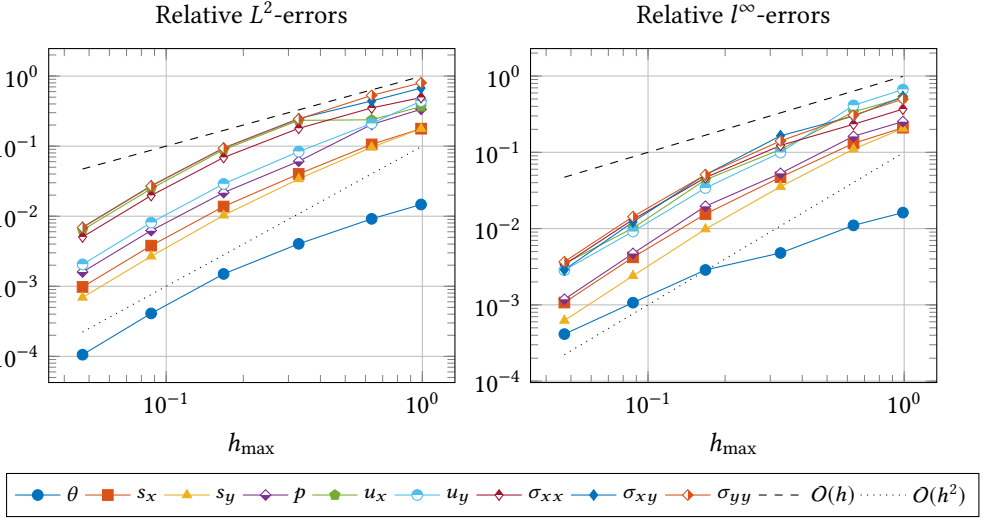 Relative L²-errors
Relative l^∞-errors
10⁰
10⁻¹
10⁻²
10⁻³
10⁻⁴
10⁻¹
10⁰
h_max
10⁰
10⁻¹
10⁻²
10⁻³
10⁻⁴
10⁻¹
10⁰
h_max
θ s_x s_y p u_x u_y σ_xx σ_xy σ_yy O(h) O(h²)